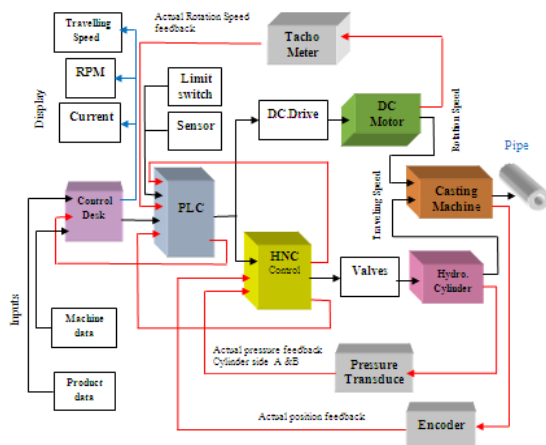 Travelling
Speed
RPM
Current
Display
Actual Rotation Speed
feedback
Tacho
Meter
Limit
switch
Sensor
DC.Drive
DC
Motor
Rotation Speed
Pipe
Control
Desk
PLC
Traveling Speed
Casting
Machine
HNC
Control
Valves
Hydro.
Cylinder
Inputs
Machine
data
Product
data
Actual pressure feedback
Cylinder side A &B
Pressure
Transduce
Actual position feedback
Encoder